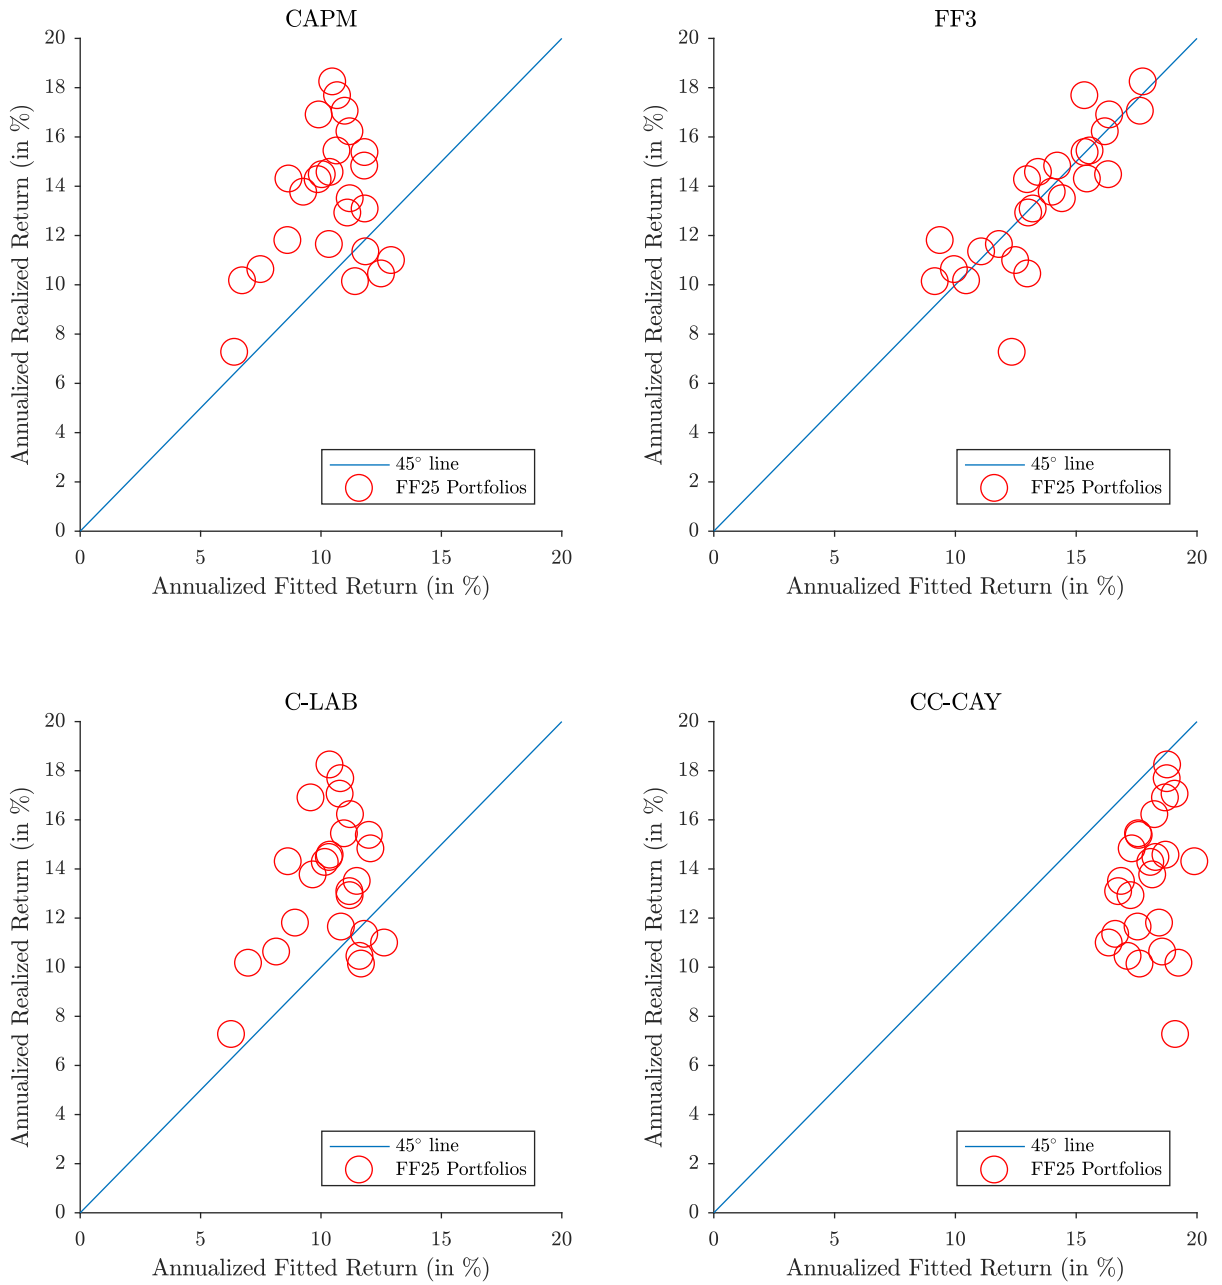 CAPM
20
18
16
14
12
10
8
6
4
2
0
Annualized Realized Return (in %)
45° line
FF25 Portfolios
0 5 10 15 20
Annualized Fitted Return (in %)
FF3
20
18
16
14
12
10
8
6
4
2
0
Annualized Realized Return (in %)
45° line
FF25 Portfolios
0 5 10 15 20
Annualized Fitted Return (in %)
C-LAB
20
18
16
14
12
10
8
6
4
2
0
Annualized Realized Return (in %)
45° line
FF25 Portfolios
0 5 10 15 20
Annualized Fitted Return (in %)
CC-CAY
20
18
16
14
12
10
8
6
4
2
0
Annualized Realized Return (in %)
45° line
FF25 Portfolios
0 5 10 15 20
Annualized Fitted Return (in %)